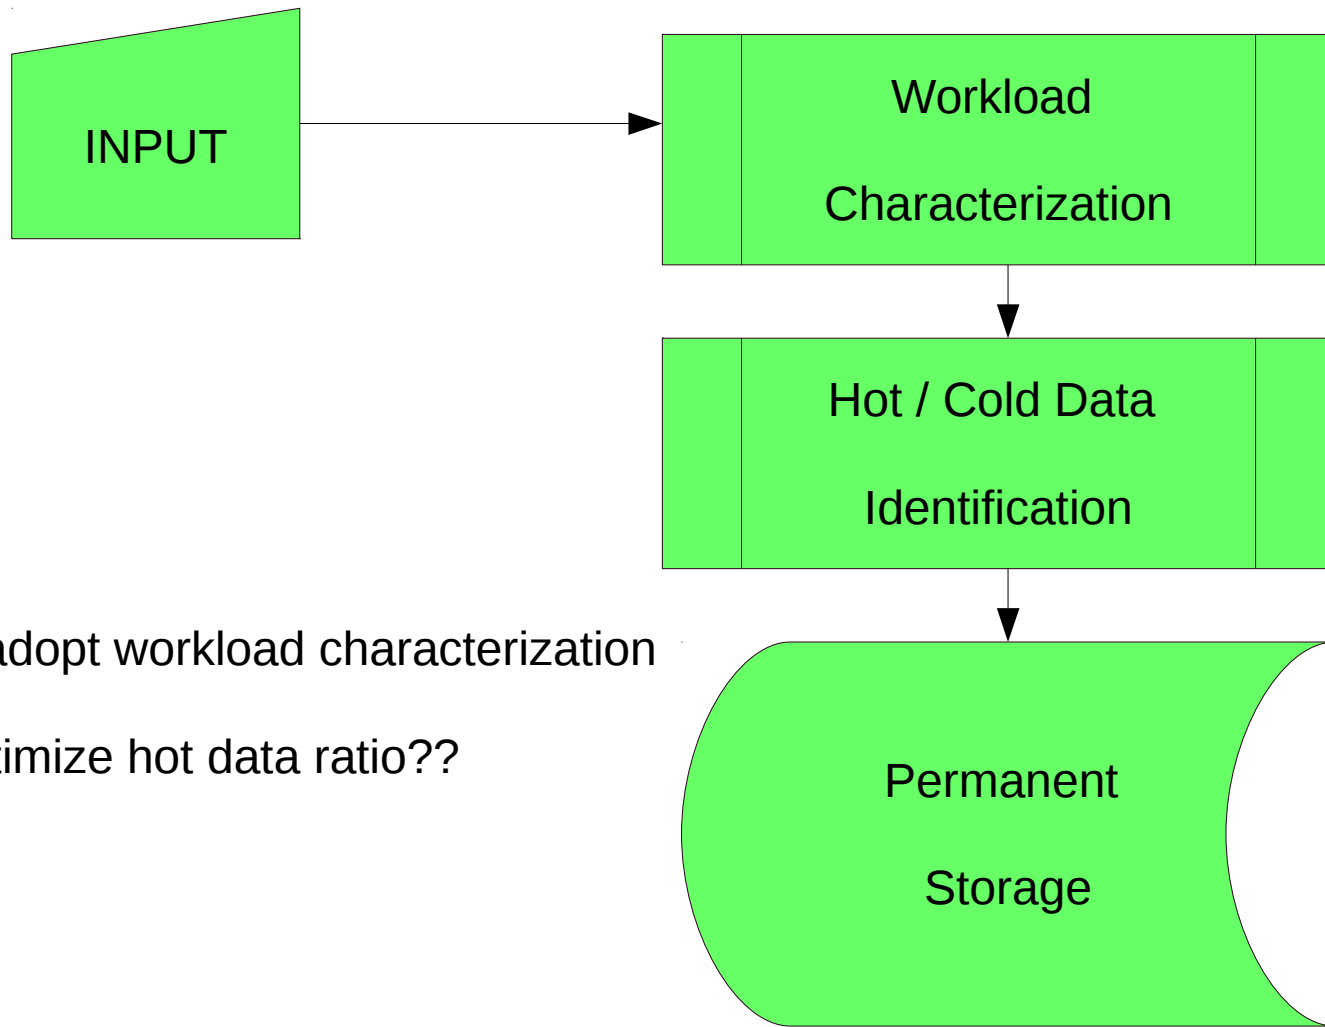 INPUT
Workload
Characterization
Hot / Cold Data
Identification
adopt workload characterization
timize hot data ratio??
Permanent
Storage